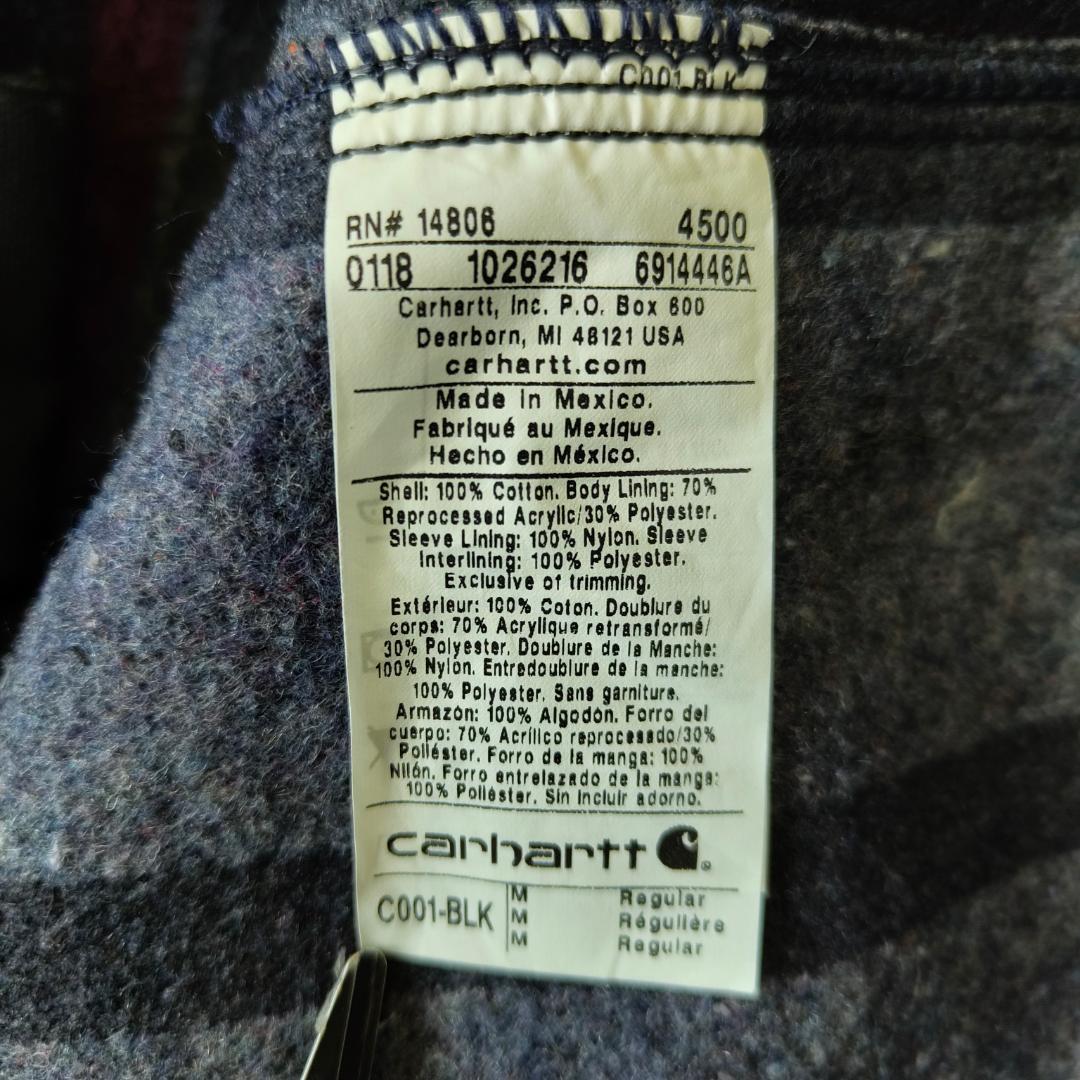 C001 BLK
RN# 14806 4500
0118 1026216 6914446A
Carhartt, Inc. P.O. Box 600
Dearborn, MI 48121 USA
carhartt.com
Made in Mexico.
Fabriqué au Mexique.
Hecho en México.
Shell: 100% Cotton. Body Lining: 70%
Reprocessed Acrylic/30% Polyester.
Sleeve Lining: 100% Nylon. Sleeve
Interlining: 100% Polyester.
Exclusive of trimming.
Extérieur: 100% Coton. Doublure du
corps: 70% Acrylique retransformé/
30% Polyester. Doublure de la Manche:
100% Nylon. Entredoublure de la manche:
100% Polyester. Sans garniture.
Armazón: 100% Algodón. Forro del
cuerpo: 70% Acrílico reprocesado/30%
Poliéster. Forro de la manga: 100%
Nilón. Forro entrelazado de la manga:
100% Poliéster. Sin incluir adorno.
carhartt
C001-BLK
M Regular
M Régulière
M Regular